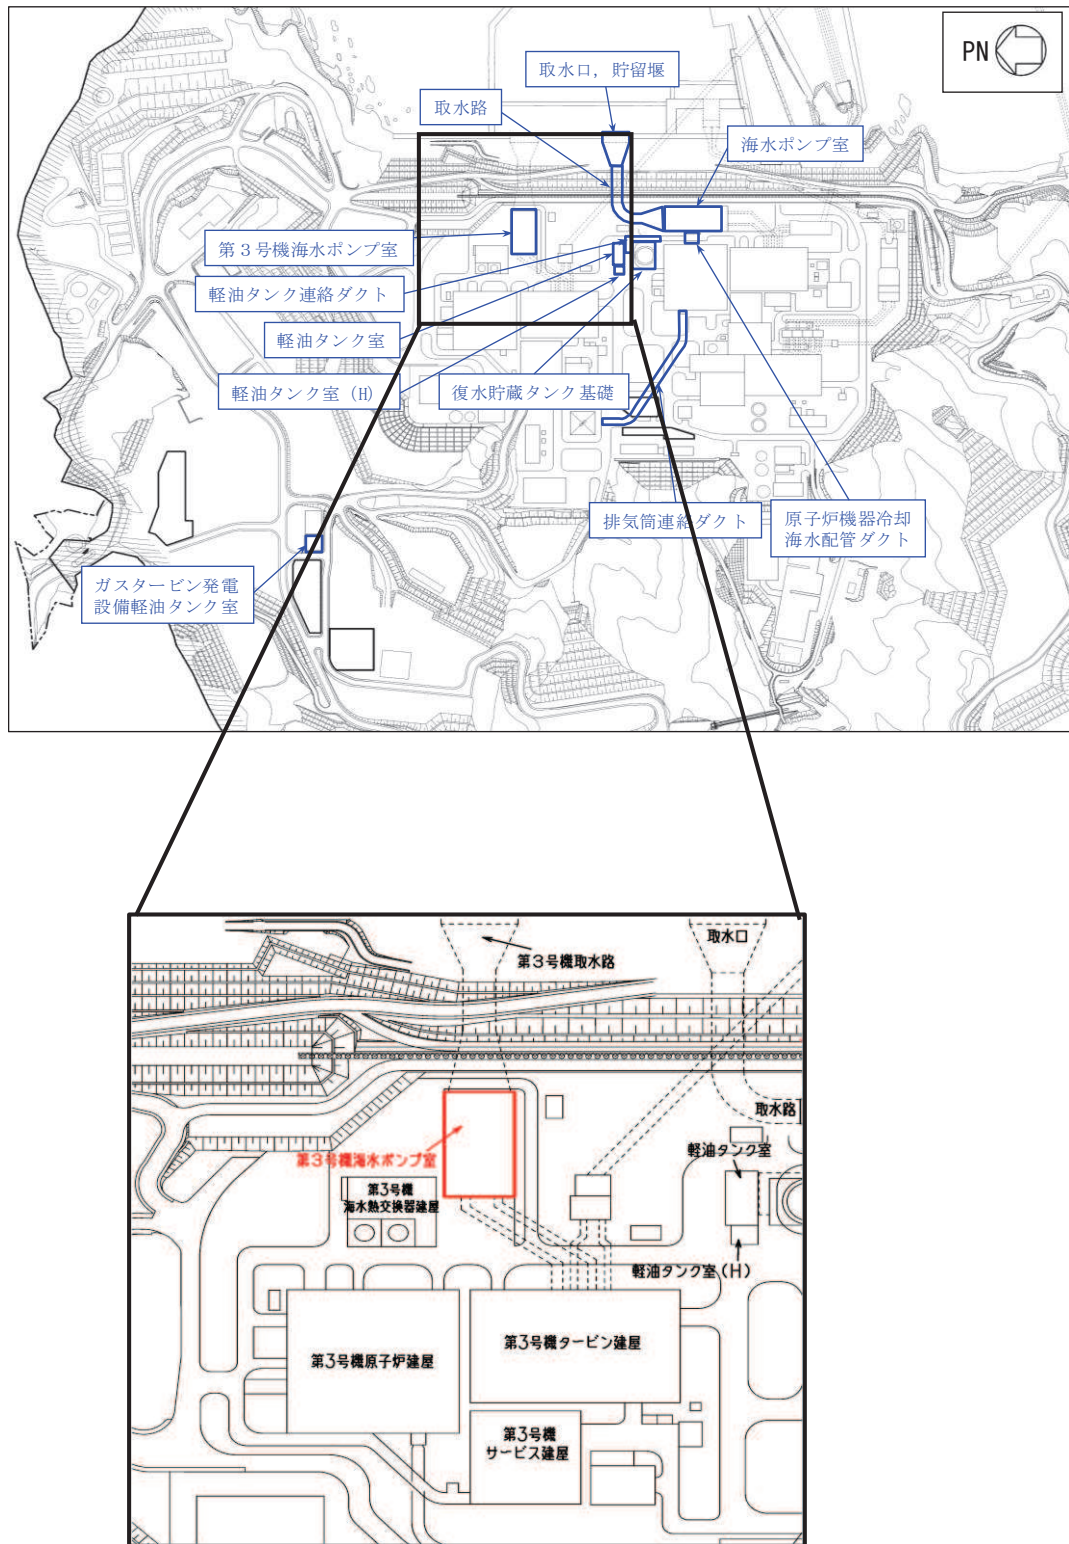 PN
取水口，貯留堰
取水路
海水ポンプ室
第３号機海水ポンプ室
軽油タンク連絡ダクト
軽油タンク室
軽油タンク室（H）
復水貯蔵タンク基礎
排気筒連絡ダクト
原子炉機器冷却
海水配管ダクト
ガスタービン発電
設備軽油タンク室
取水口
第３号機取水路
取水路
軽油タンク室
第３号機海水ポンプ室
第３号機
海水熱交換器建屋
軽油タンク室（H）
第３号機タービン建屋
第３号機原子炉建屋
第３号機
サービス建屋